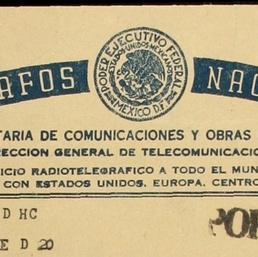 AFOS NAC
PODER EJECUTIVO FEDERAL
ESTADOS UNIDOS MEXICANOS
MEXICO D.F.
TARIA DE COMUNICACIONES Y OBRAS
RECCION GENERAL DE TELECOMUNICACIO
ICIO RADIOTELEGRAFICO A TODO EL MUN
CON ESTADOS UNIDOS, EUROPA, CENTRO
D HC
E D 20